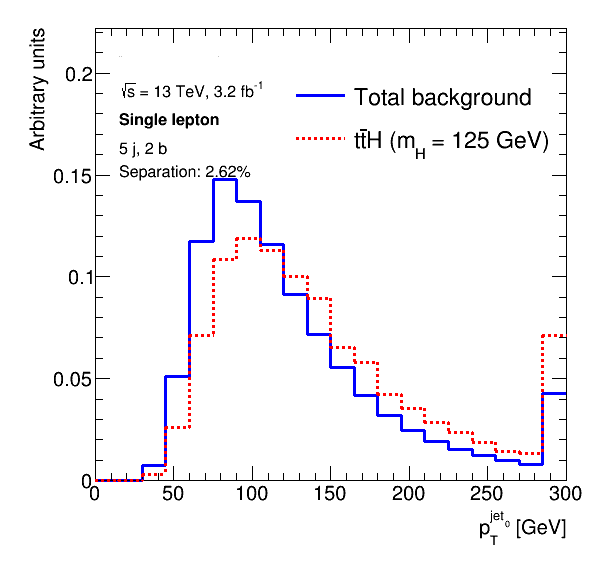 Arbitrary units
0.2
0.15
0.1
0.05
0
√s = 13 TeV, 3.2 fb⁻¹
Single lepton
5 j, 2 b
Separation: 2.62%
Total background
tt̄H (m_H = 125 GeV)
0 50 100 150 200 250 300
p_T^jet_0 [GeV]